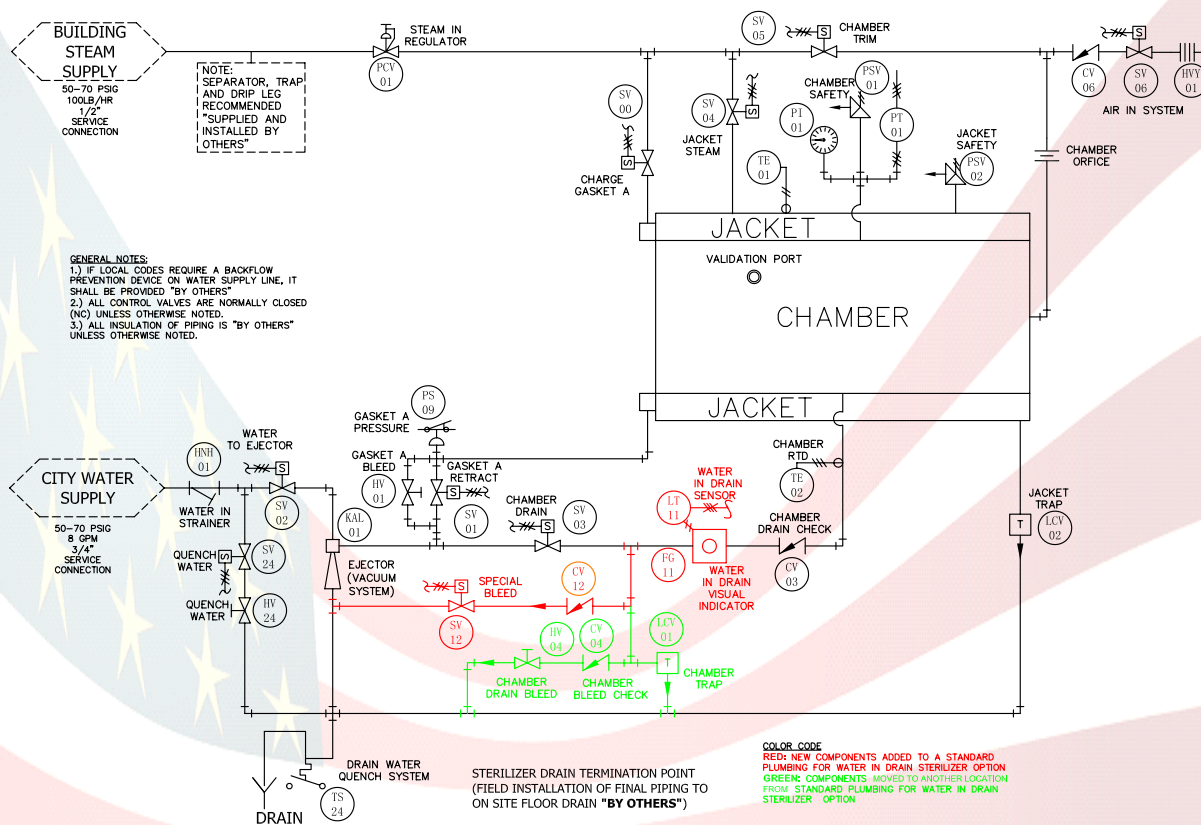 BUILDING
STEAM
SUPPLY
50-70 PSIG
100LB/HR
1/2"
SERVICE
CONNECTION
NOTE:
SEPARATOR, TRAP
AND DRIP LEG
RECOMMENDED
"SUPPLIED AND
INSTALLED BY
OTHERS"
STEAM IN
REGULATOR
PCV
01
SV
00
S
CHARGE
GASKET A
SV
04
S
JACKET
STEAM
SV
05
S
CHAMBER
TRIM
CHAMBER
SAFETY
PSV
01
PI
01
PT
01
TE
01
JACKET
SAFETY
PSV
02
CV
06
S
SV
06
HVY
01
AIR IN SYSTEM
CHAMBER
ORFICE
JACKET
VALIDATION PORT
CHAMBER
JACKET
GENERAL NOTES:
1.) IF LOCAL CODES REQUIRE A BACKFLOW
PREVENTION DEVICE ON WATER SUPPLY LINE, IT
SHALL BE PROVIDED "BY OTHERS"
2.) ALL CONTROL VALVES ARE NORMALLY CLOSED
(NC) UNLESS OTHERWISE NOTED.
3.) ALL INSULATION OF PIPING IS "BY OTHERS"
UNLESS OTHERWISE NOTED.
CITY WATER
SUPPLY
50-70 PSIG
8 GPM
3/4"
SERVICE
CONNECTION
HNH
01
WATER IN
STRAINER
WATER
TO EJECTOR
S
SV
02
QUENCH
WATER
S
SV
24
QUENCH
WATER
HV
24
KAL
01
EJECTOR
(VACUUM
SYSTEM)
PS
09
GASKET A
PRESSURE
GASKET A
BLEED
HV
01
GASKET A
RETRACT
S
SV
01
CHAMBER
DRAIN
S
SV
03
WATER
IN DRAIN
SENSOR
LT
11
FG
11
WATER
IN DRAIN
VISUAL
INDICATOR
CHAMBER
RTD
TE
02
CHAMBER
DRAIN CHECK
CV
03
JACKET
TRAP
T
LCV
02
S
SPECIAL
BLEED
SV
12
CV
12
HV
04
CV
04
LCV
01
T
CHAMBER
DRAIN BLEED
CHAMBER
BLEED CHECK
CHAMBER
TRAP
DRAIN WATER
QUENCH SYSTEM
TS
24
DRAIN
STERILIZER DRAIN TERMINATION POINT
(FIELD INSTALLATION OF FINAL PIPING TO
ON SITE FLOOR DRAIN "BY OTHERS")
COLOR CODE
RED: NEW COMPONENTS ADDED TO A STANDARD
PLUMBING FOR WATER IN DRAIN STERILIZER OPTION
GREEN: COMPONENTS MOVED TO ANOTHER LOCATION
FROM STANDARD PLUMBING FOR WATER IN DRAIN
STERILIZER OPTION